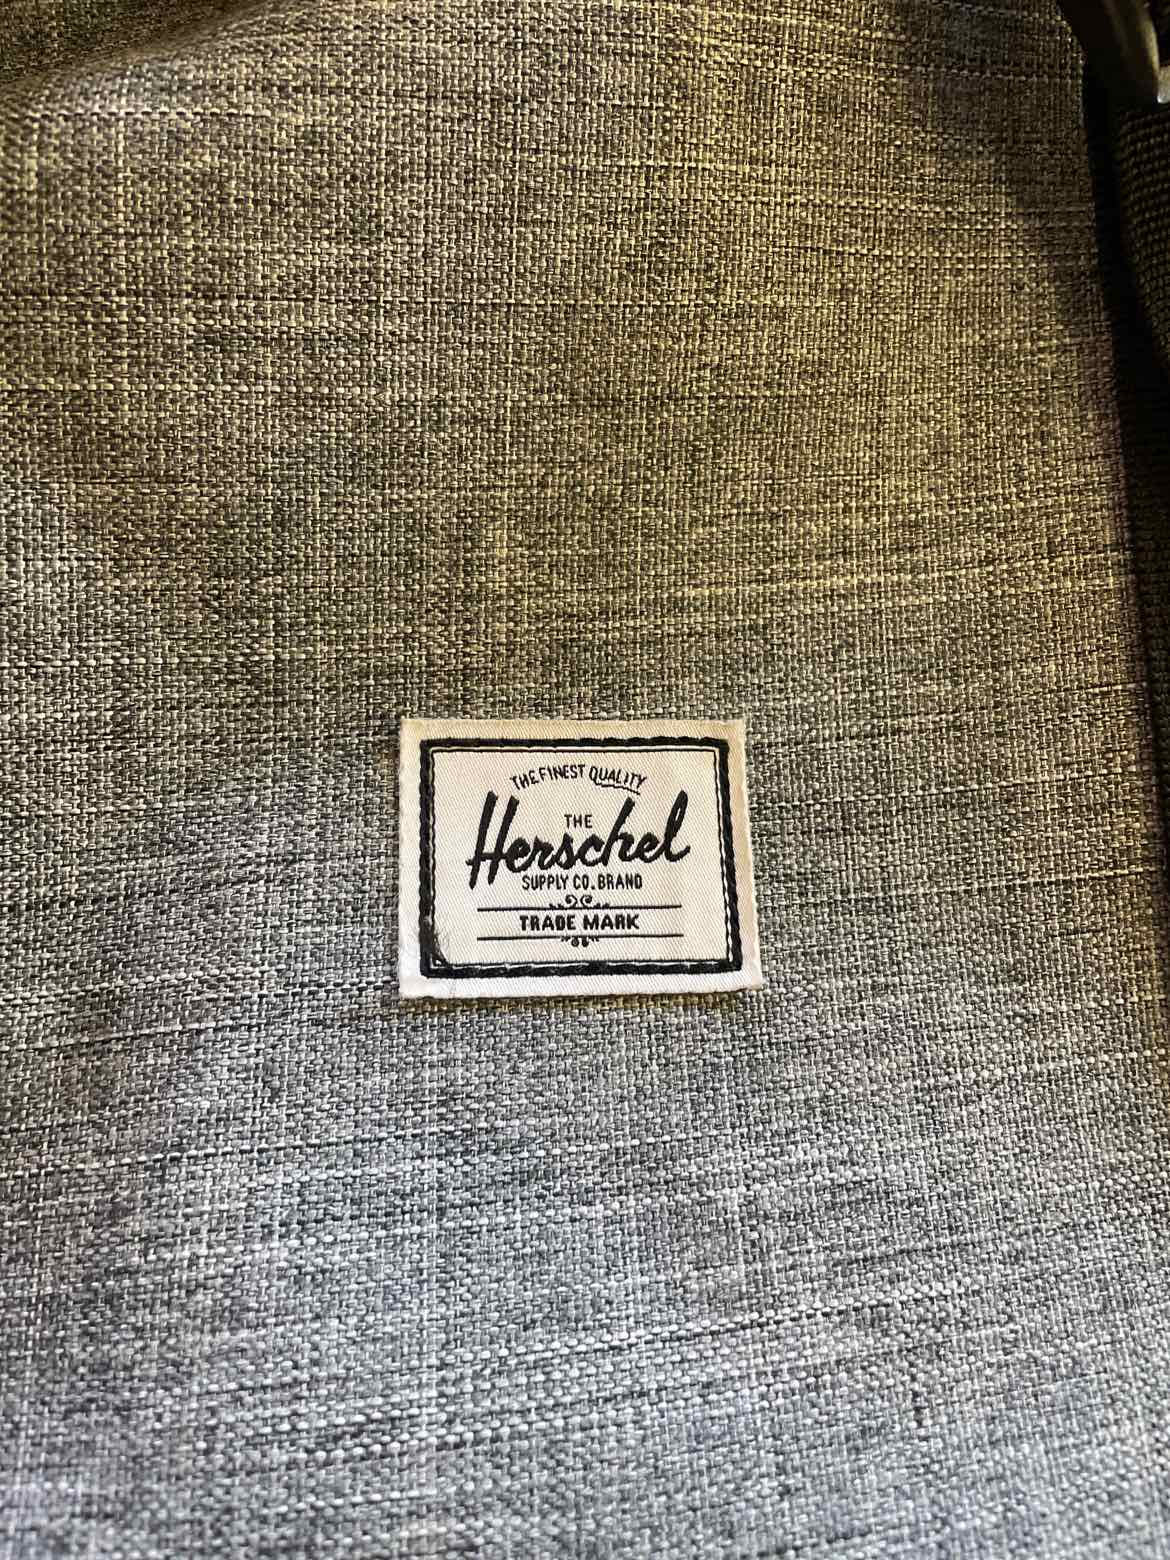 THE FINEST QUALITY
THE
Herschel
SUPPLY CO. BRAND
TRADE MARK